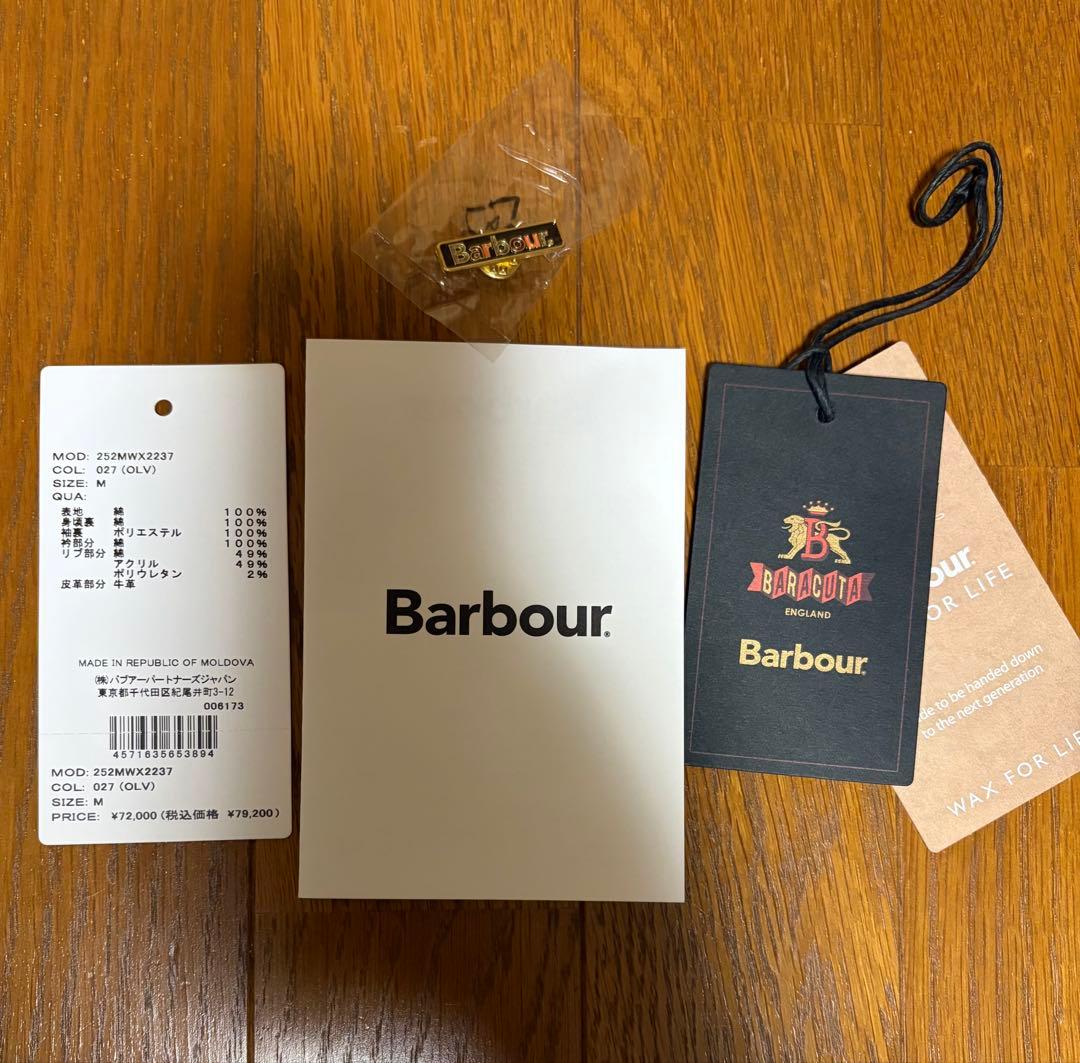 Barbour.
MOD: 252MWX2237
COL: 027 (OLV)
SIZE: M
QUA:
表地 綿 100%
身頃裏 綿 100%
袖裏 ポリエステル 100%
衿部分 綿 100%
リブ部分 綿 49%
アクリル 49%
ポリウレタン 2%
皮革部分 牛革
MADE IN REPUBLIC OF MOLDOVA
(株)バブアーパートナーズジャパン
東京都千代田区紀尾井町3-12
006173
4571635653894
MOD: 252MWX2237
COL: 027 (OLV)
SIZE: M
PRICE: ¥72,000 (税込価格 ¥79,200)
Barbour.
B
BARACUTA
ENGLAND
Barbour.
our.
OR LIFE
de to be handed down
to the next generation
WAX FOR LIF